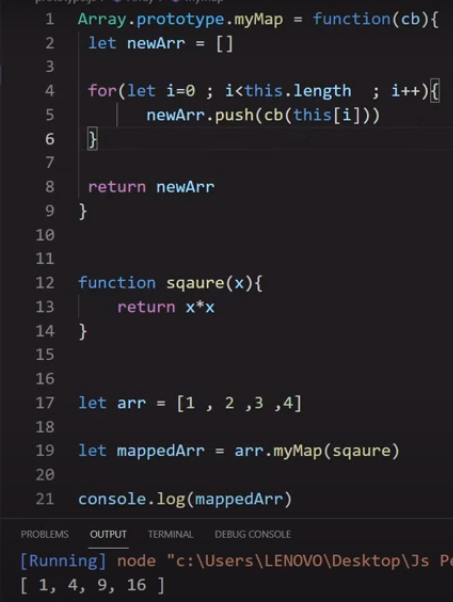 1 Array.prototype.myMap = function(cb){
2 let newArr = []
3
4 for(let i=0 ; i<this.length  ; i++){
5 newArr.push(cb(this[i]))
6 }
7
8 return newArr
9 }
10
11
12 function sqaure(x){
13 return x*x
14 }
15
16
17 let arr = [1 , 2 ,3 ,4]
18
19 let mappedArr = arr.myMap(sqaure)
20
21 console.log(mappedArr)
PROBLEMS OUTPUT TERMINAL DEBUG CONSOLE
[Running] node "c:\Users\LENOVO\Desktop\Js
[ 1, 4, 9, 16 ]